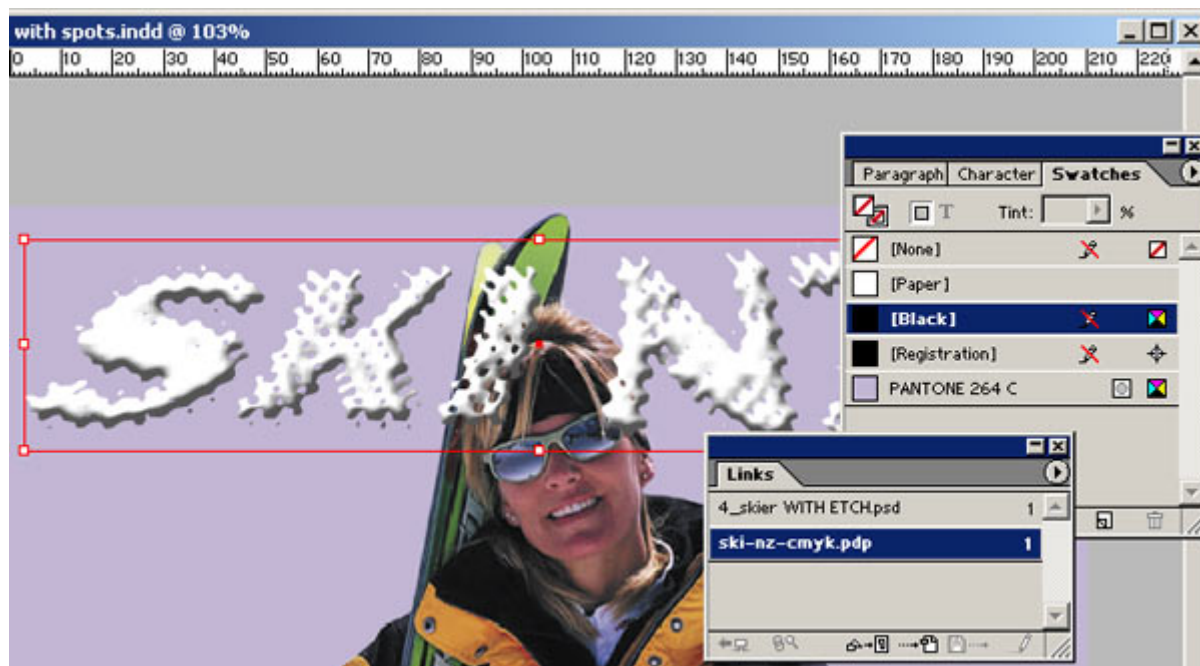 with spots.indd @ 103%
0 10 20 30 40 50 60 70 80 90 100 110 120 130 140 150 160 170 180 190 200 210 220
Paragraph Character Swatches
T Tint: %
[None]
[Paper]
[Black]
[Registration]
PANTONE 264 C
SKI NZ
Links
4_skier WITH ETCH.psd 1
ski-nz-cmyk.pdp 1